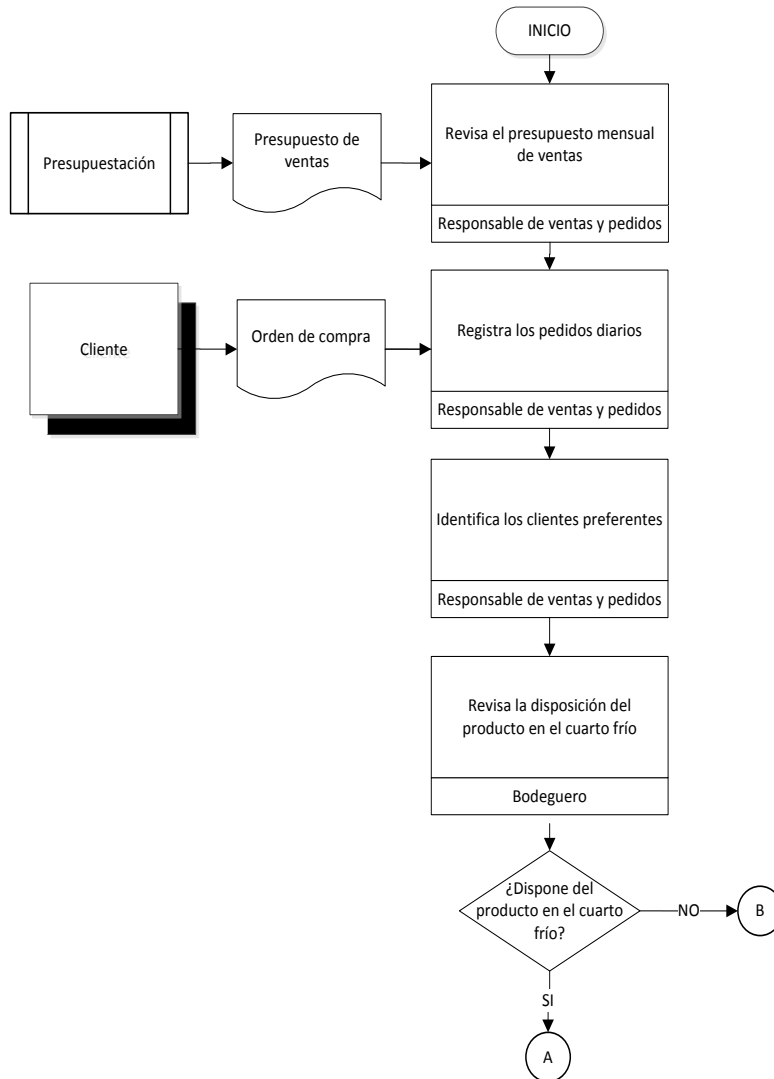 INICIO
Presupuestación
Presupuesto de
ventas
Revisa el presupuesto mensual
de ventas
Responsable de ventas y pedidos
Cliente
Orden de compra
Registra los pedidos diarios
Responsable de ventas y pedidos
Identifica los clientes preferentes
Responsable de ventas y pedidos
Revisa la disposición del
producto en el cuarto frío
Bodeguero
¿Dispone del
producto en el cuarto
frío?
NO
B
SI
A